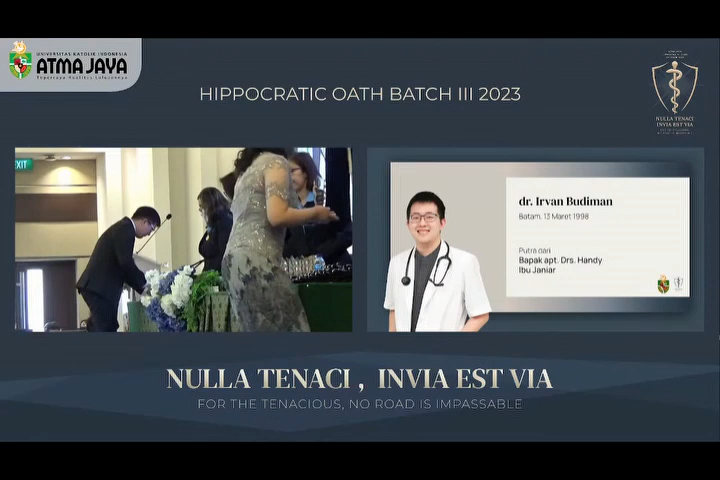 UNIVERSITAS KATOLIK INDONESIA
ATMA JAYA
HIPPOCRATIC OATH BATCH III 2023
NULLA TENACI
INVIA EST VIA
EXIT
dr. Irvan Budiman
Batam, 13 Maret 1998
Putra dari
Bapak apt. Drs. Handy
Ibu Janiar
NULLA TENACI , INVIA EST VIA
FOR THE TENACIOUS, NO ROAD IS IMPASSABLE